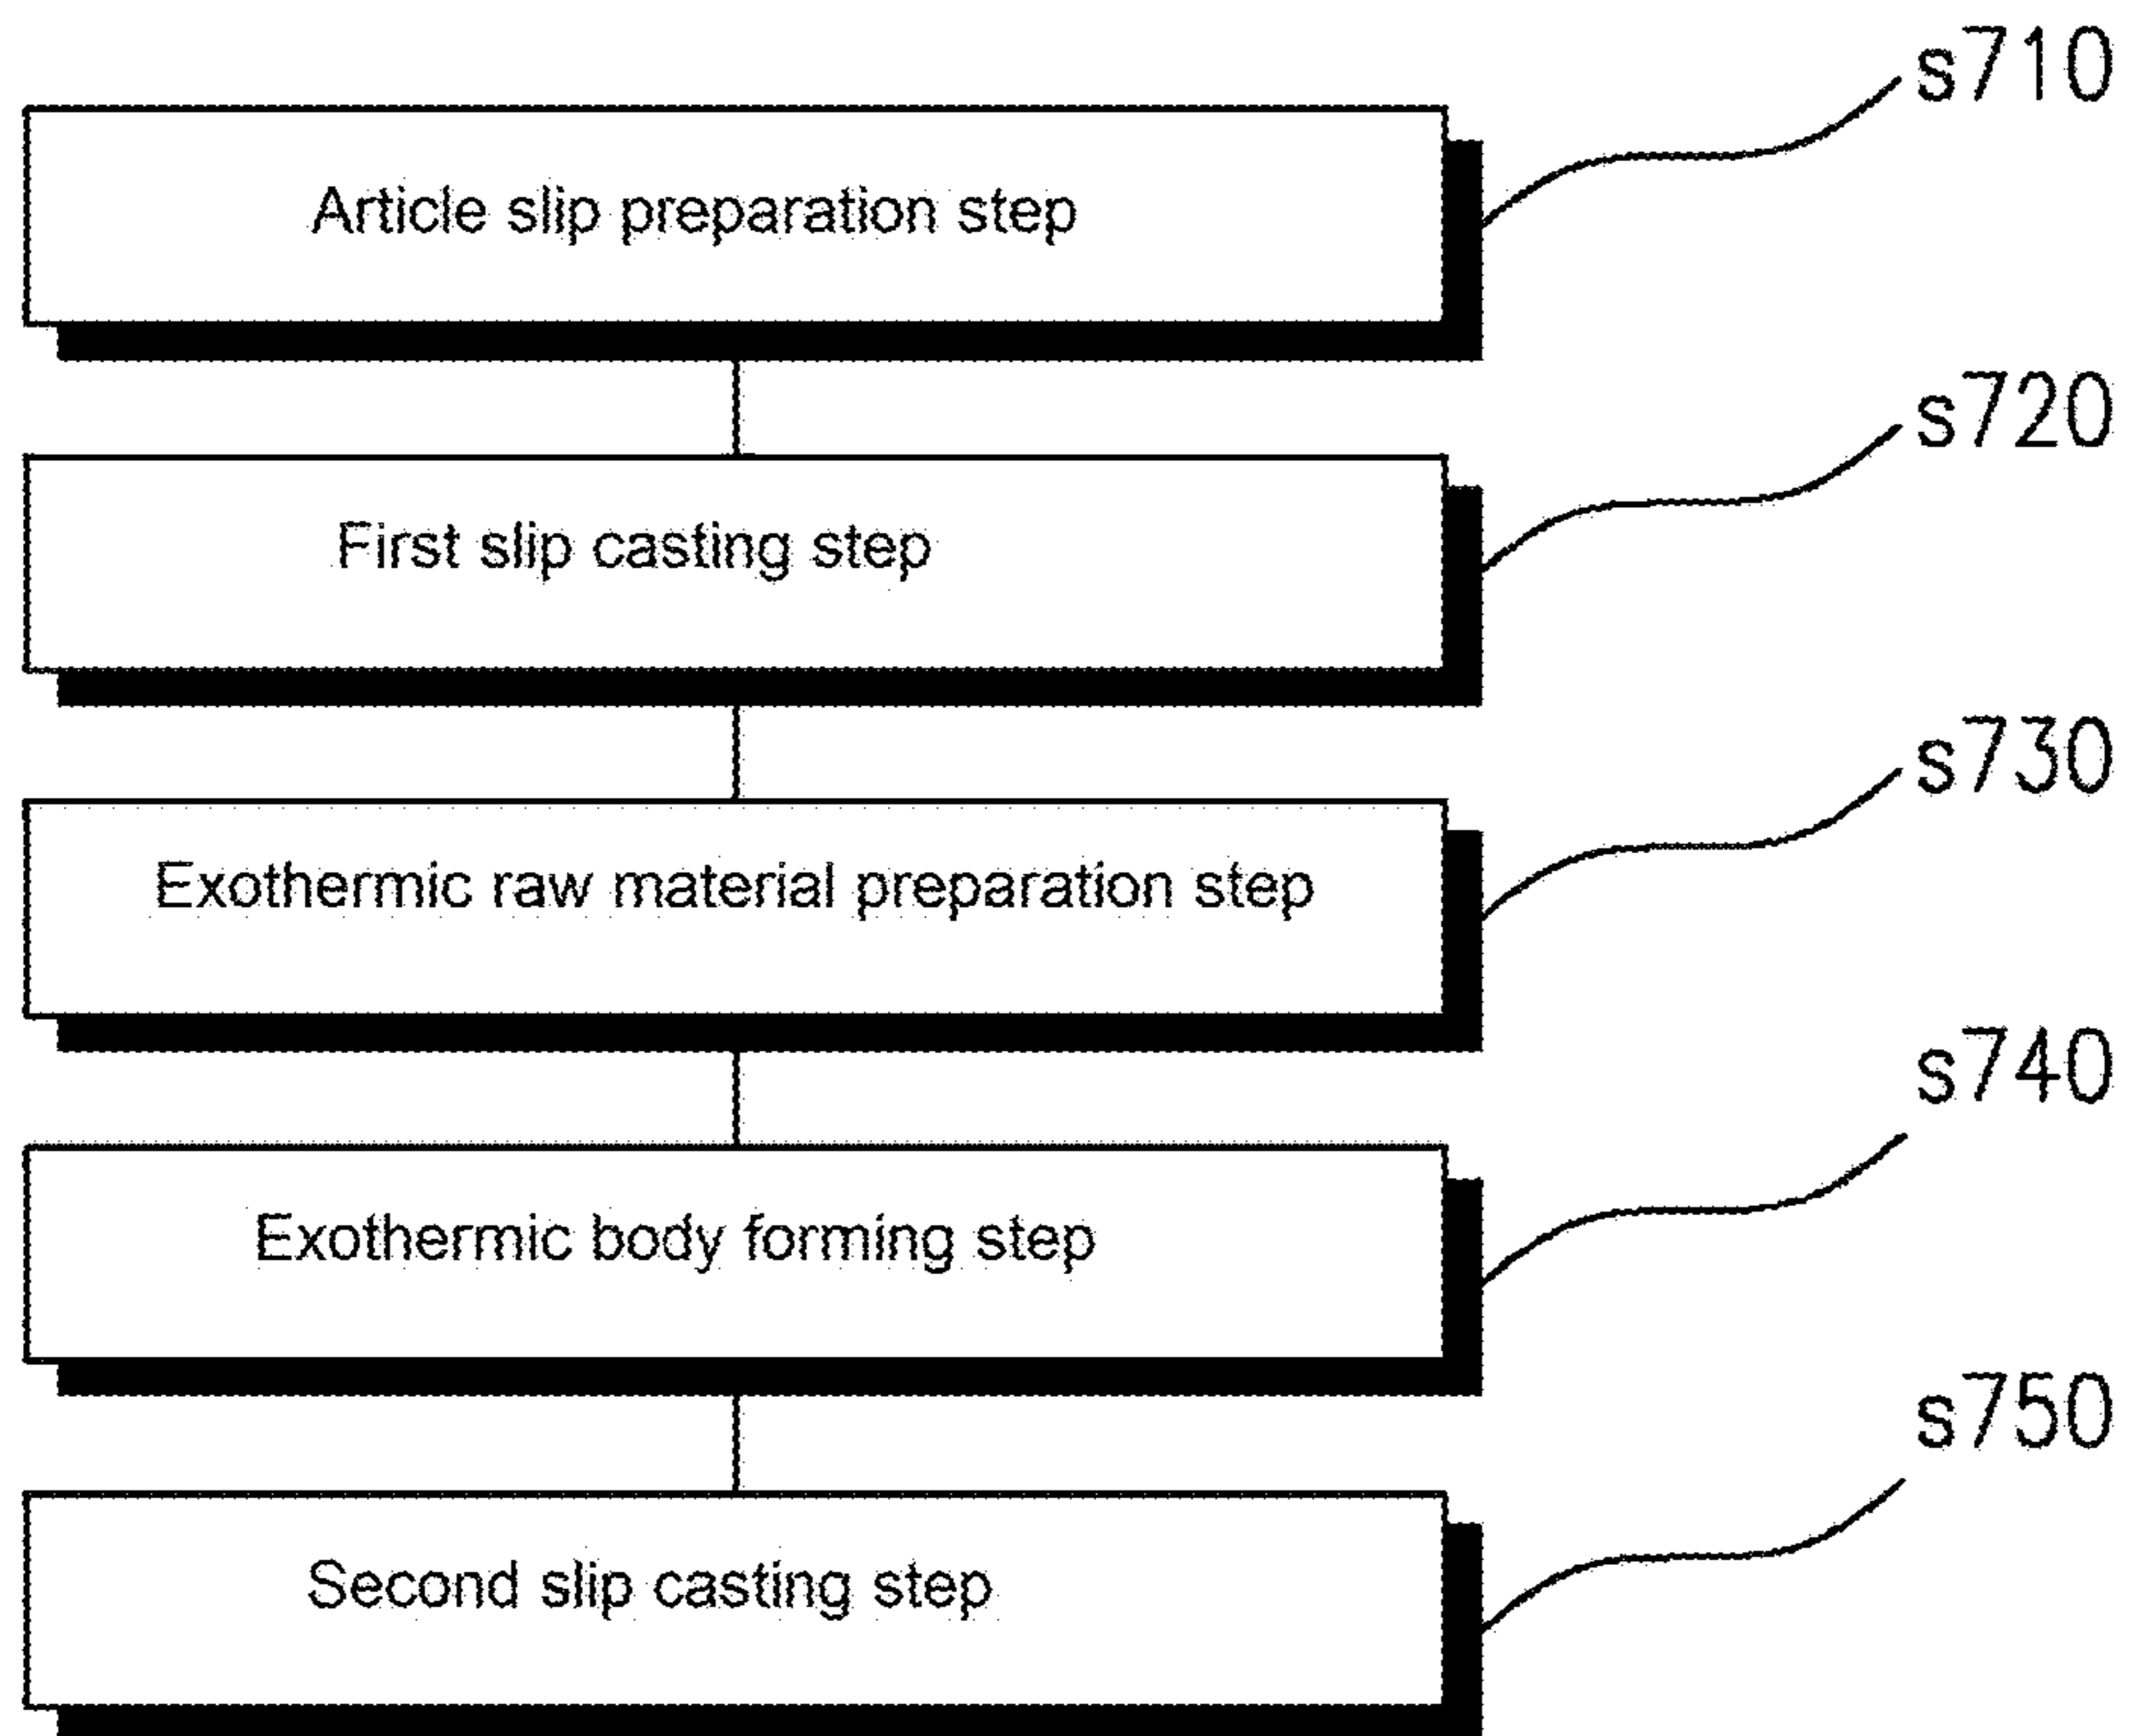 s710
Article slip preparation step
s720
First slip casting step
s730
Exothermic raw material preparation step
s740
Exothermic body forming step
s750
Second slip casting step